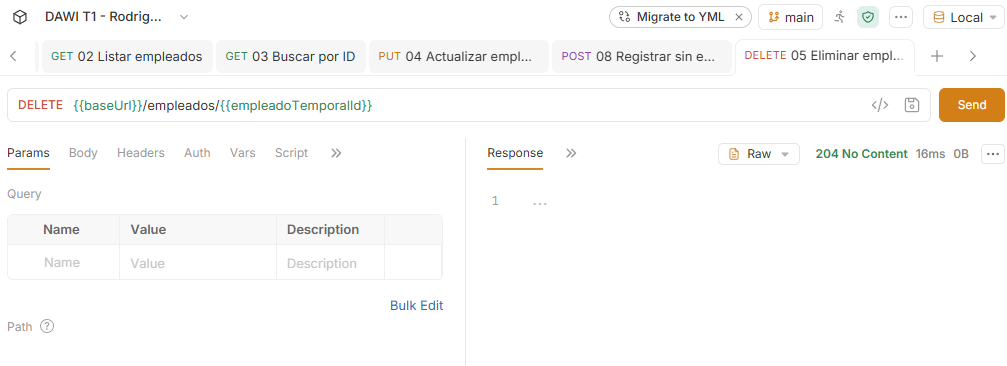 DAWI T1 - Rodrig...
Migrate to YML
main
Local
GET 02 Listar empleados
GET 03 Buscar por ID
PUT 04 Actualizar empl...
POST 08 Registrar sin e...
DELETE 05 Eliminar empl...
DELETE {{baseUrl}}/empleados/{{empleadoTemporalId}}
Send
Params Body Headers Auth Vars Script
Response
Raw
204 No Content 16ms 0B
Query
1 ...
Name Value Description
Name Value Description
Bulk Edit
Path